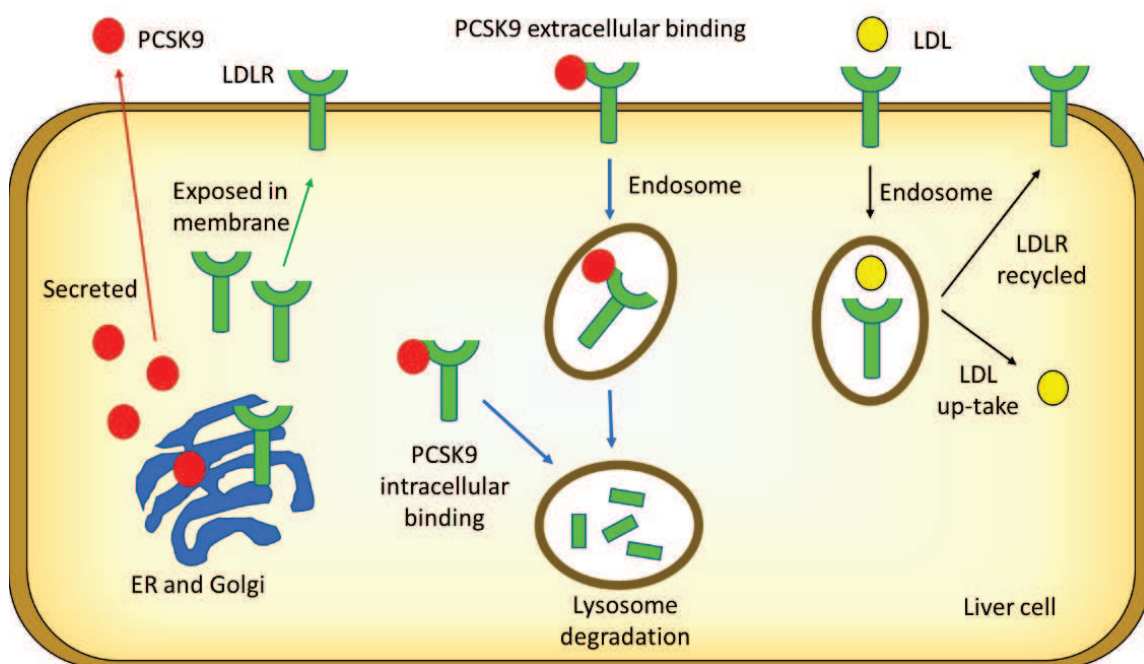 PCSK9
LDLR
PCSK9 extracellular binding
LDL
Exposed in
membrane
Secreted
ER and Golgi
Endosome
PCSK9
intracellular
binding
Lysosome
degradation
Endosome
LDLR
recycled
LDL
up-take
Liver cell